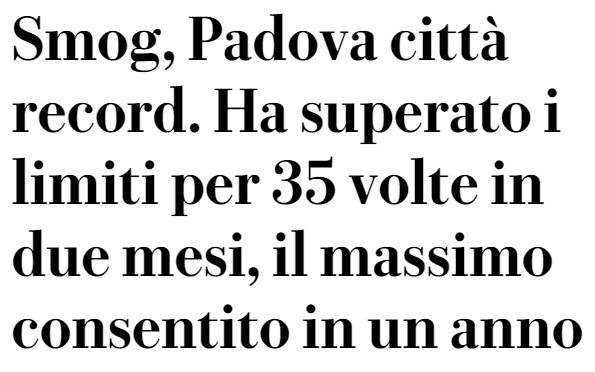 Smog, Padova città
record. Ha superato i
limiti per 35 volte in
due mesi, il massimo
consentito in un anno